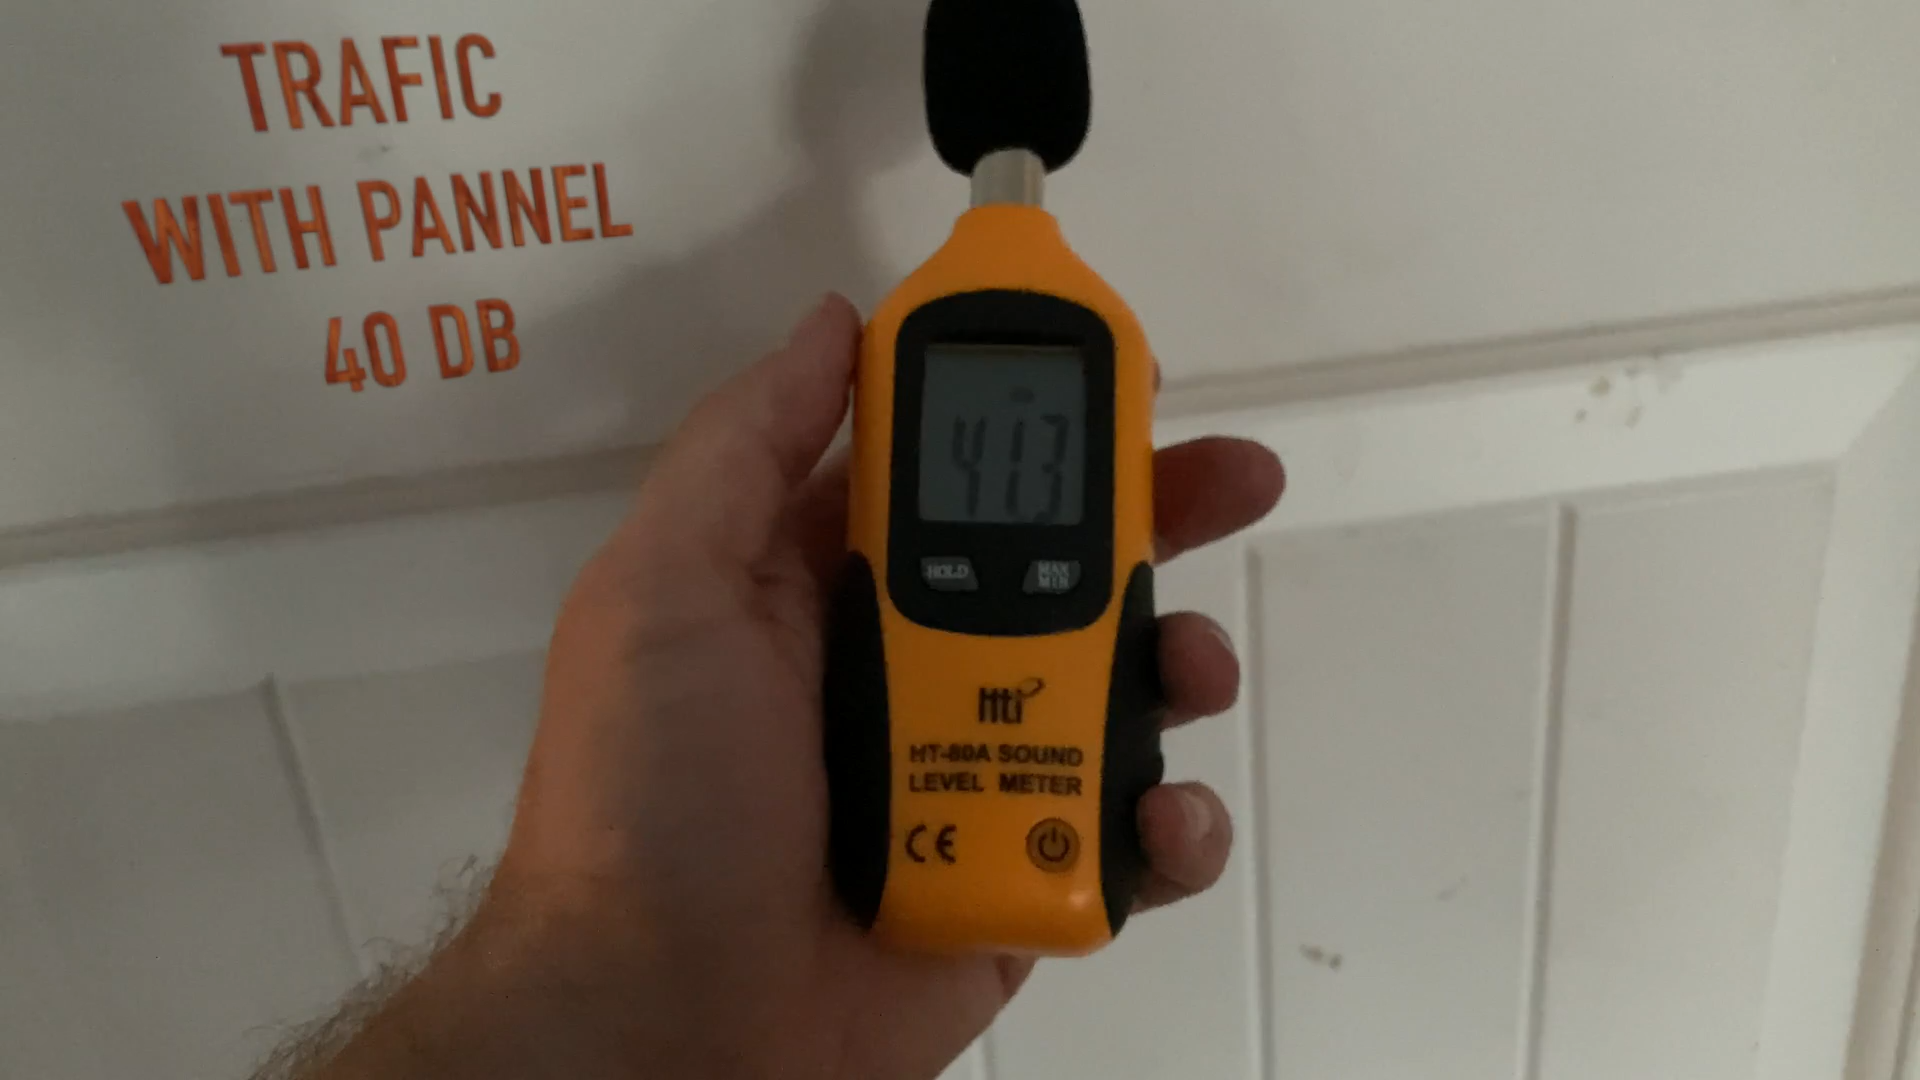 TRAFIC
WITH PANNEL
40 DB
41.3
HOLD
MAX
MIN
Hti
HT-80A SOUND
LEVEL METER
CE